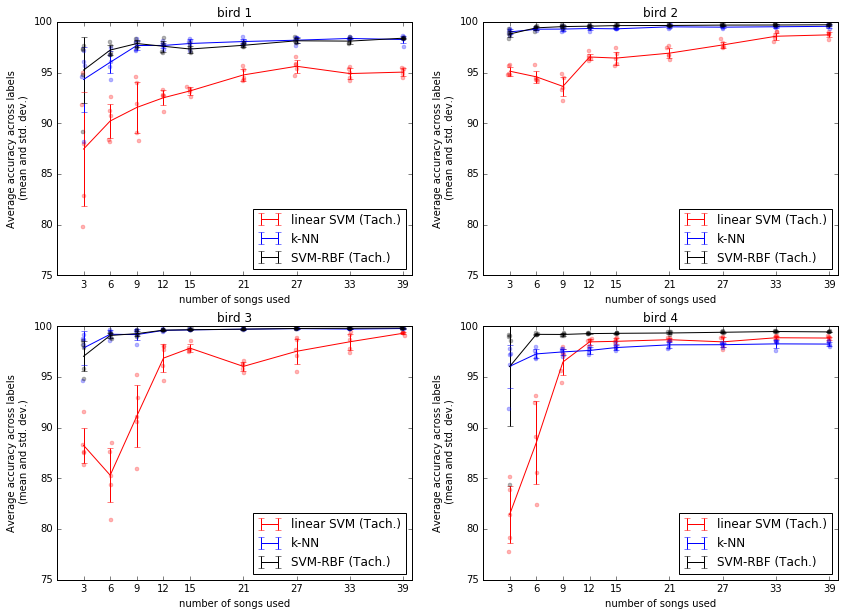 bird 1
100
95
90
85
80
75
Average accuracy across labels
(mean and std. dev.)
linear SVM (Tach.)
k-NN
SVM-RBF (Tach.)
3 6 9 12 15 21 27 33 39
number of songs used
bird 2
100
95
90
85
80
75
Average accuracy across labels
(mean and std. dev.)
linear SVM (Tach.)
k-NN
SVM-RBF (Tach.)
3 6 9 12 15 21 27 33 39
number of songs used
bird 3
100
95
90
85
80
75
Average accuracy across labels
(mean and std. dev.)
linear SVM (Tach.)
k-NN
SVM-RBF (Tach.)
3 6 9 12 15 21 27 33 39
number of songs used
bird 4
100
95
90
85
80
75
Average accuracy across labels
(mean and std. dev.)
linear SVM (Tach.)
k-NN
SVM-RBF (Tach.)
3 6 9 12 15 21 27 33 39
number of songs used